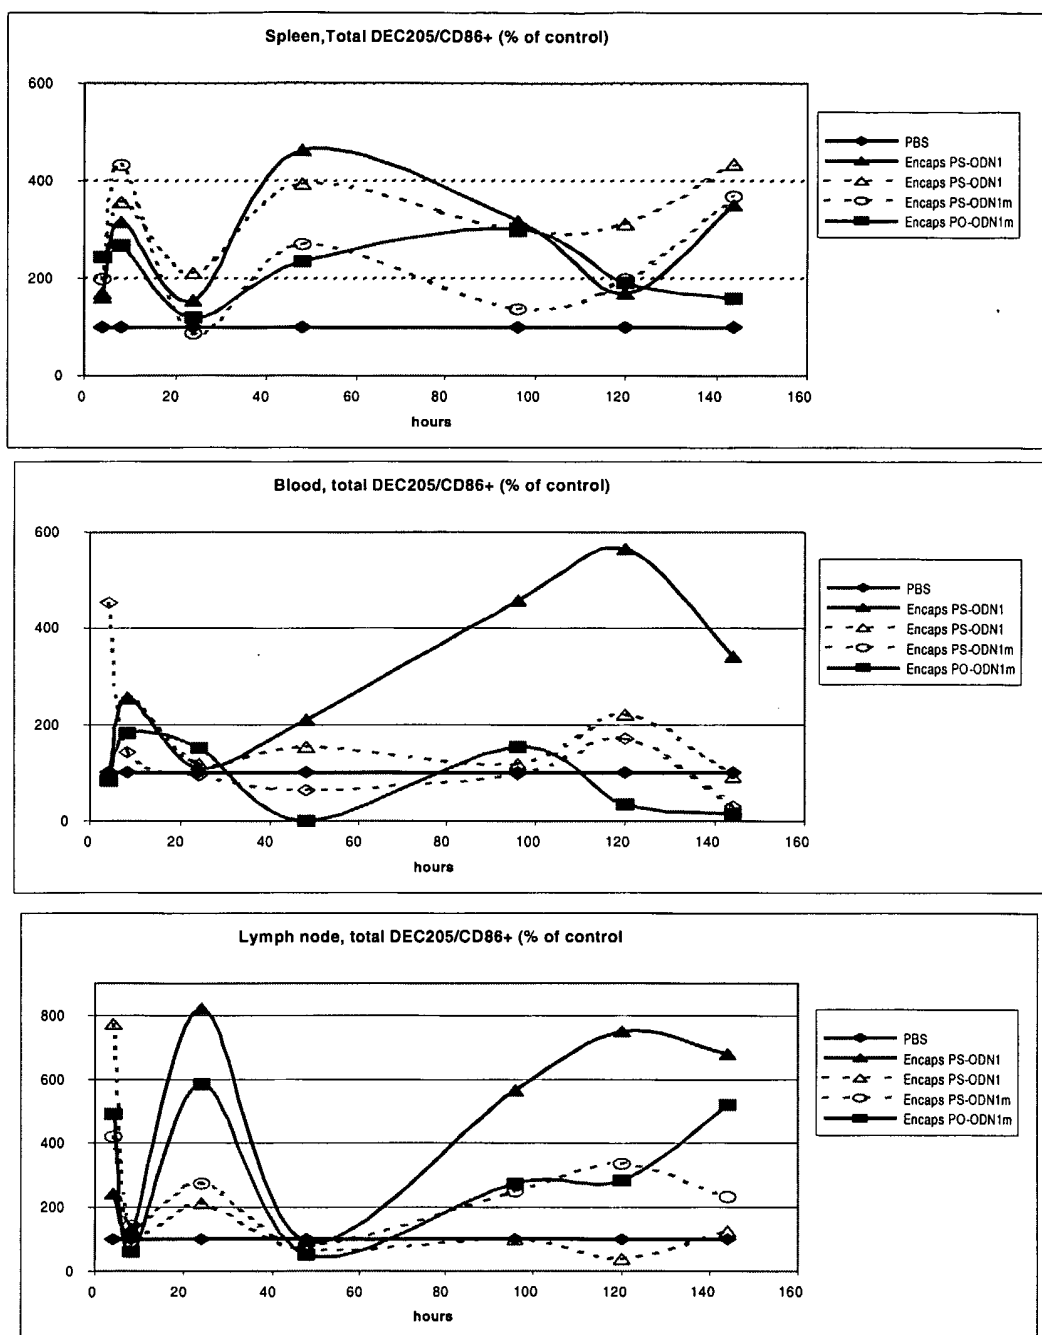 Spleen,Total DEC205/CD86+ (% of control)
600
400
200
0
0 20 40 60 80 100 120 140 160
hours
PBS
Encaps PS-ODN1
Encaps PS-ODN1
Encaps PS-ODN1m
Encaps PO-ODN1m
Blood, total DEC205/CD86+ (% of control)
600
400
200
0
0 20 40 60 80 100 120 140 160
hours
PBS
Encaps PS-ODN1
Encaps PS-ODN1
Encaps PS-ODN1m
Encaps PO-ODN1m
Lymph node, total DEC205/CD86+ (% of control
800
600
400
200
0
0 20 40 60 80 100 120 140 160
hours
PBS
Encaps PS-ODN1
Encaps PS-ODN1
Encaps PS-ODN1m
Encaps PO-ODN1m